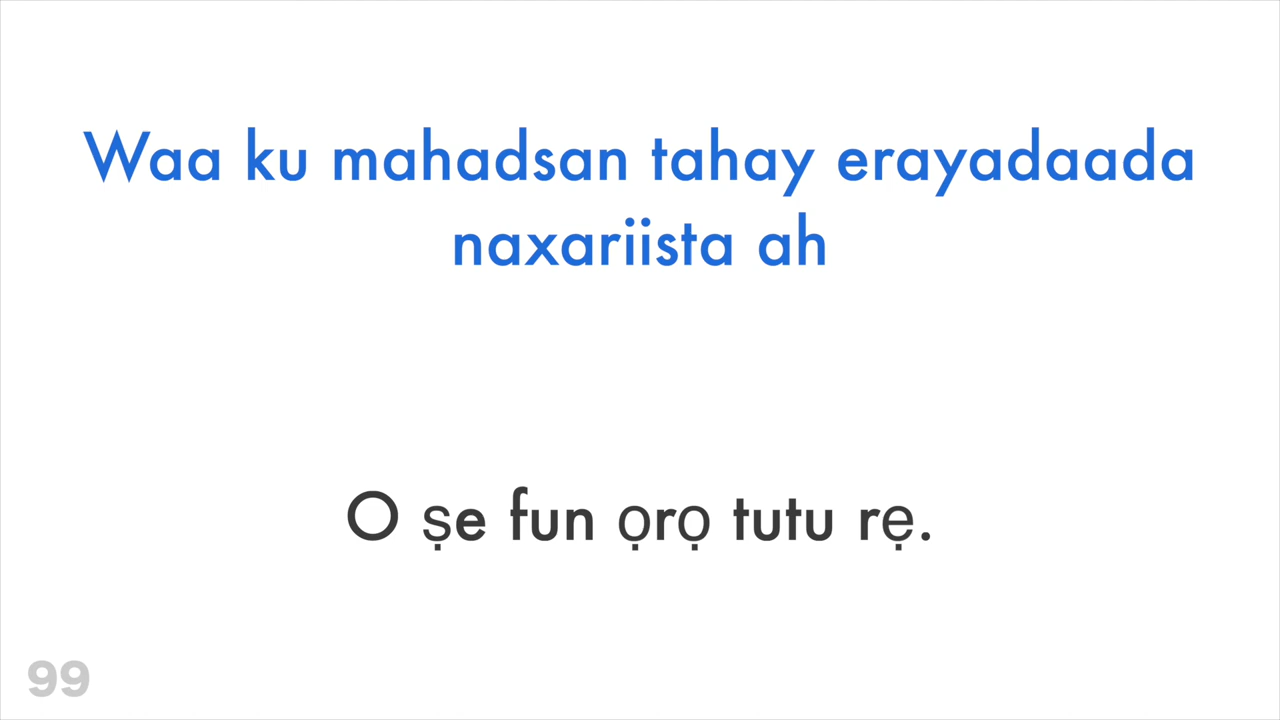 Waa ku mahadsan tahay erayadaada
naxariista ah
O ṣe fun ọrọ tutu rẹ.
99